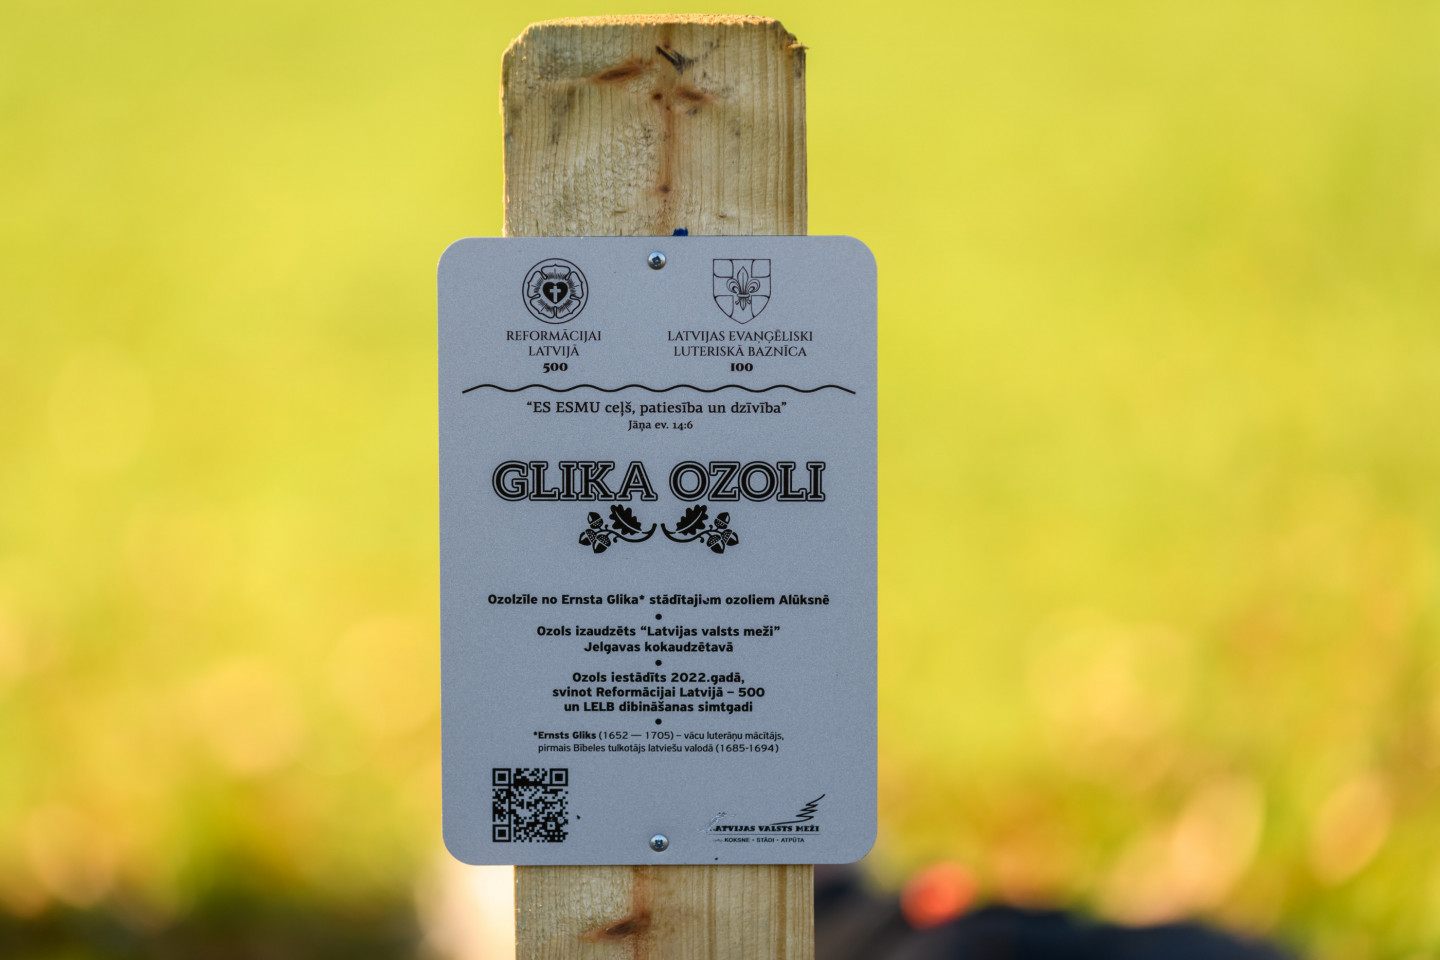 REFORMĀCIJAI
LATVIJĀ
500
LATVIJAS EVAŅĢĒLISKI
LUTERISKĀ BAZNĪCA
100
“ES ESMU ceļš, patiesība un dzīvība”
Jāņa ev. 14:6
GLIKA OZOLI
Ozolzīle no Ernsta Glika* stādītajiem ozoliem Alūksnē
Ozols izaudzēts “Latvijas valsts meži”
Jelgavas kokaudzētavā
Ozols iestādīts 2022.gadā,
svinot Reformācijai Latvijā – 500
un LELB dibināšanas simtgadi
*Ernsts Gliks (1652 — 1705) – vācu luterāņu mācītājs,
pirmais Bībeles tulkotājs latviešu valodā (1685-1694)
LATVIJAS VALSTS MEŽI
KOKSNE • STĀDI • ATPŪTA